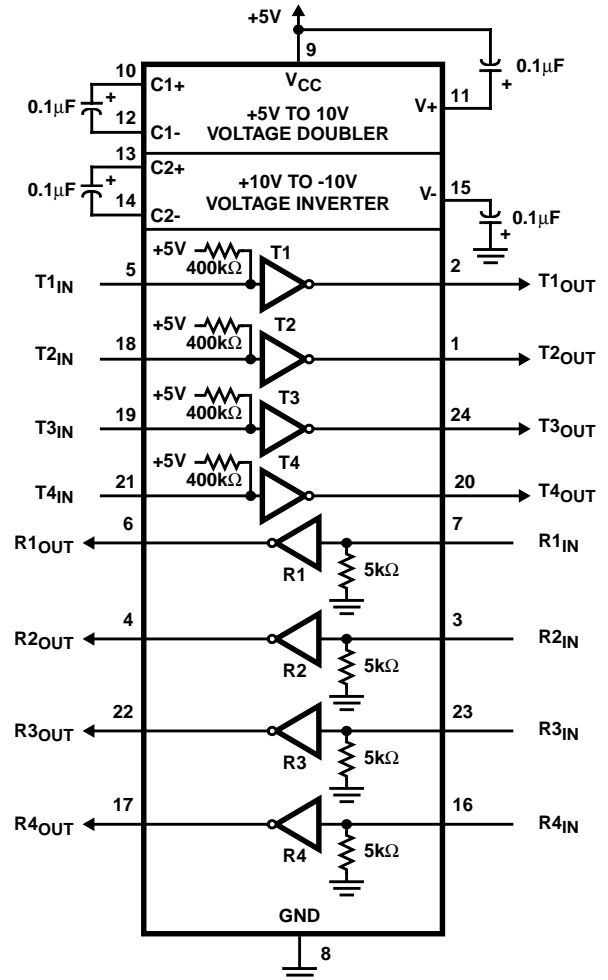 +5V
9
10
0.1μF
+
12
C1+
C1-
VCC
+5V TO 10V
VOLTAGE DOUBLER
V+
11
+
0.1μF
13
0.1μF
+
14
C2+
C2-
+10V TO -10V
VOLTAGE INVERTER
V-
15
+
0.1μF
T1IN
5
+5V
400kΩ
T1
2
T1OUT
T2IN
18
+5V
400kΩ
T2
1
T2OUT
T3IN
19
+5V
400kΩ
T3
24
T3OUT
T4IN
21
+5V
400kΩ
T4
20
T4OUT
R1OUT
6
R1
5kΩ
7
R1IN
R2OUT
4
R2
5kΩ
3
R2IN
R3OUT
22
R3
5kΩ
23
R3IN
R4OUT
17
R4
5kΩ
16
R4IN
GND
8